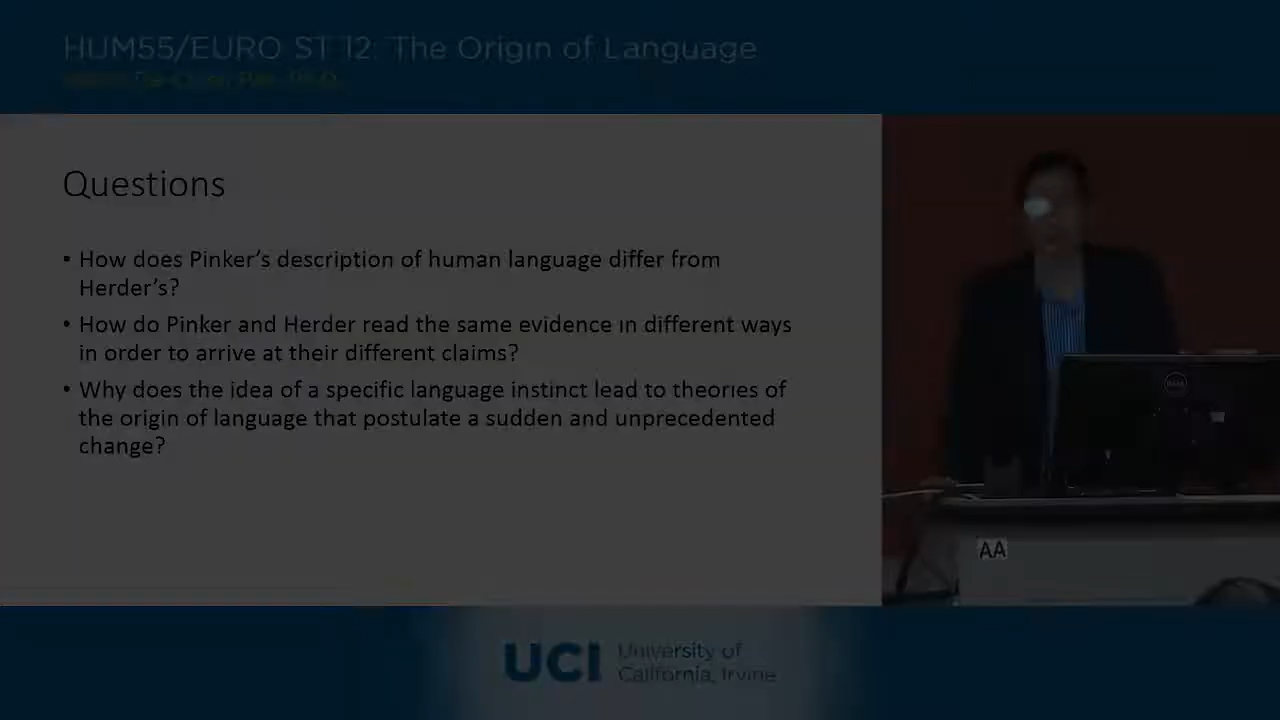 HUM55/EURO ST 12: The Origin of Language
Questions
• How does Pinker's description of human language differ from
Herder's?
• How do Pinker and Herder read the same evidence in different ways
in order to arrive at their different claims?
• Why does the idea of a specific language instinct lead to theories of
the origin of language that postulate a sudden and unprecedented
change?
AA
UCI University of
California, Irvine